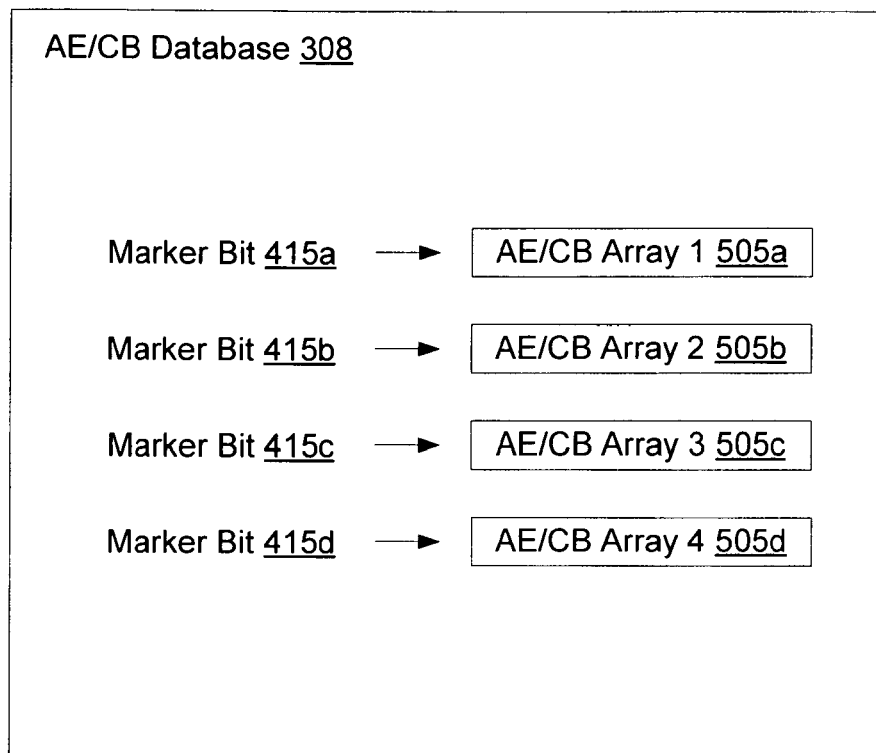 AE/CB Database 308
Marker Bit 415a AE/CB Array 1 505a
Marker Bit 415b AE/CB Array 2 505b
Marker Bit 415c AE/CB Array 3 505c
Marker Bit 415d AE/CB Array 4 505d